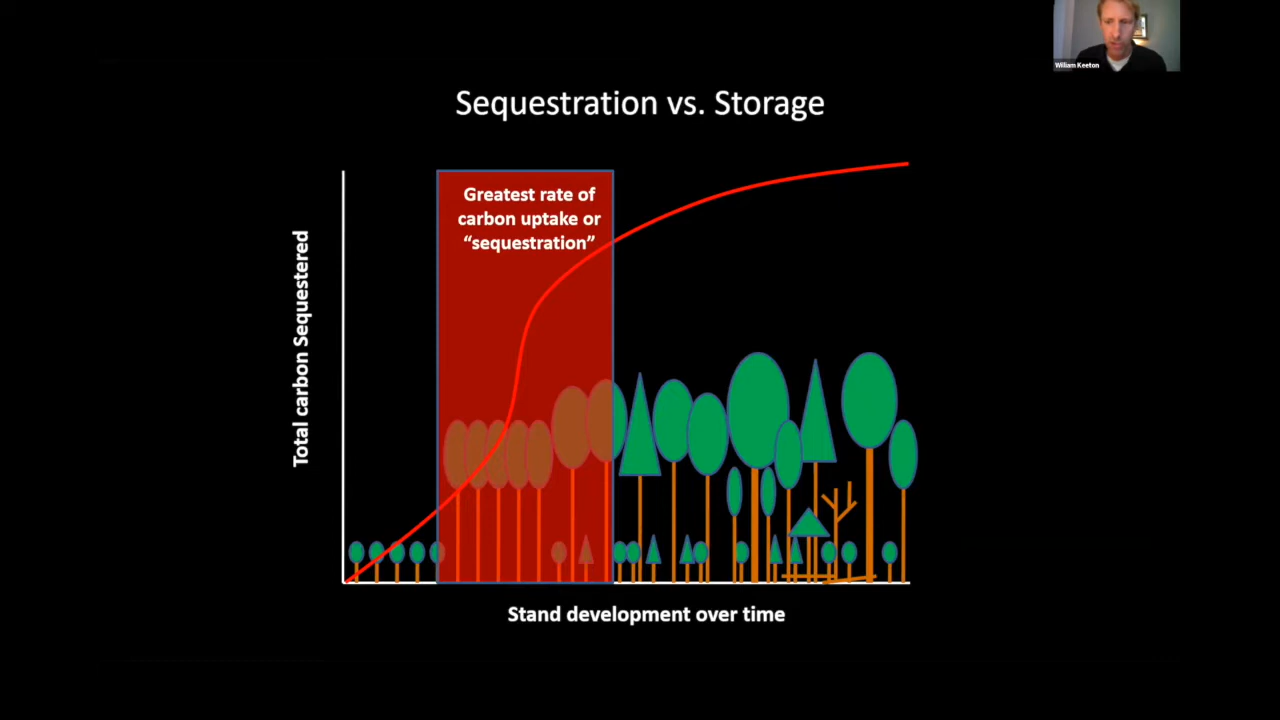 William Keeton
Sequestration vs. Storage
Greatest rate of
carbon uptake or
“sequestration”
Total carbon Sequestered
Stand development over time